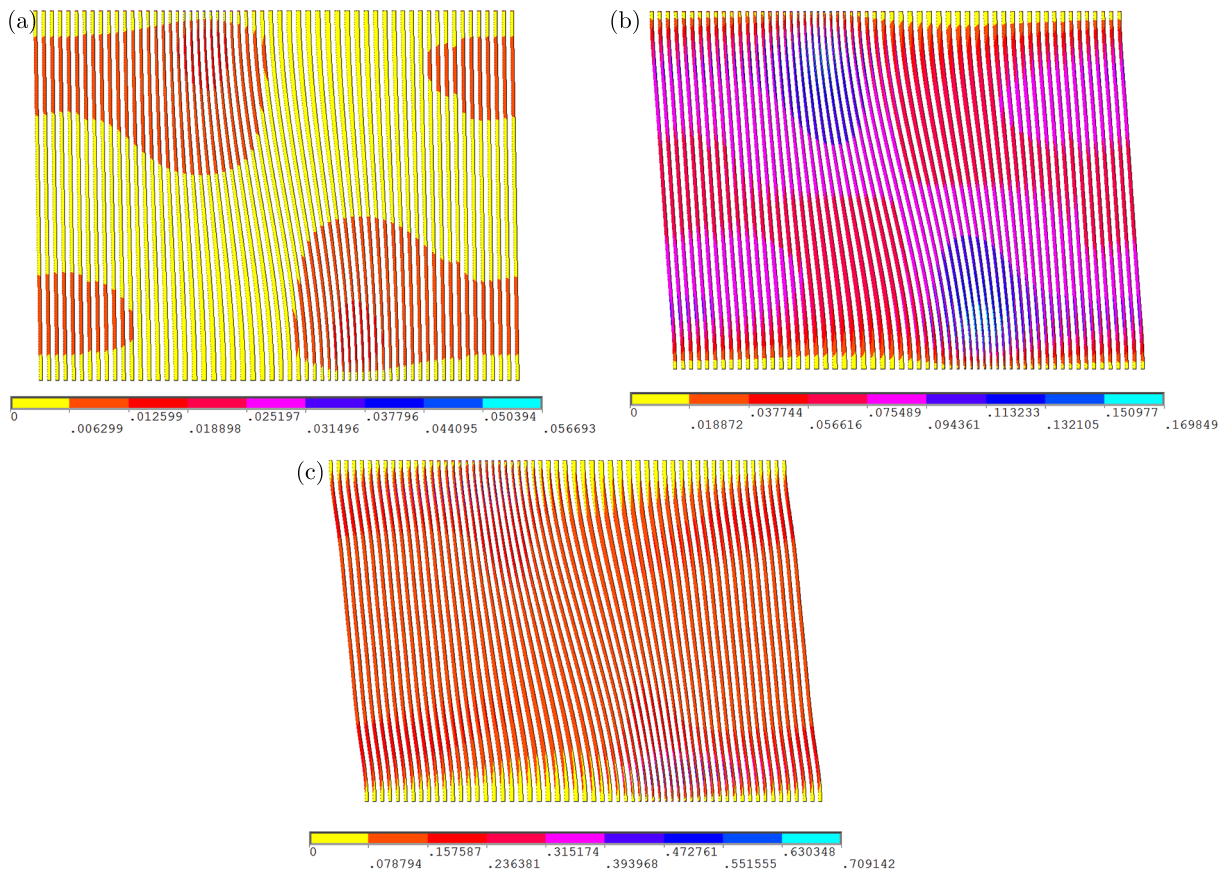 (a)
(b)
0 .012599 .025197 .037796 .050394
.006299 .018898 .031496 .044095 .056693
0 .037744 .075489 .113233 .150977
.018872 .056616 .094361 .132105 .169849
(c)
0 .157587 .315174 .472761 .630348
.078794 .236381 .393968 .551555 .709142